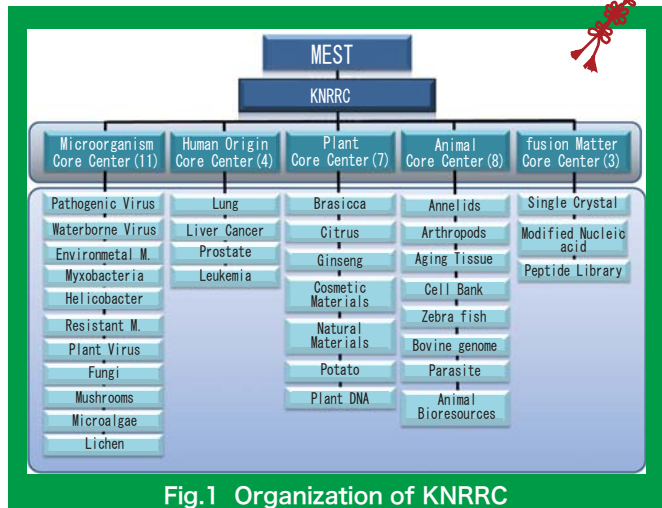 MEST
KNRRC
Microorganism
Core Center(11)
Human Origin
Core Center(4)
Plant
Core Center(7)
Animal
Core Center(8)
fusion Matter
Core Center(3)
Pathogenic Virus
Waterborne Virus
Environmetal M.
Myxobacteria
Helicobacter
Resistant M.
Plant Virus
Fungi
Mushrooms
Microalgae
Lichen
Lung
Liver Cancer
Prostate
Leukemia
Brasicca
Citrus
Ginseng
Cosmetic
Materials
Natural
Materials
Potato
Plant DNA
Annelids
Arthropods
Aging Tissue
Cell Bank
Zebra fish
Bovine genome
Parasite
Animal
Bioresources
Single Crystal
Modified Nucleic
acid
Peptide Library
Fig.1 Organization of KNRRC